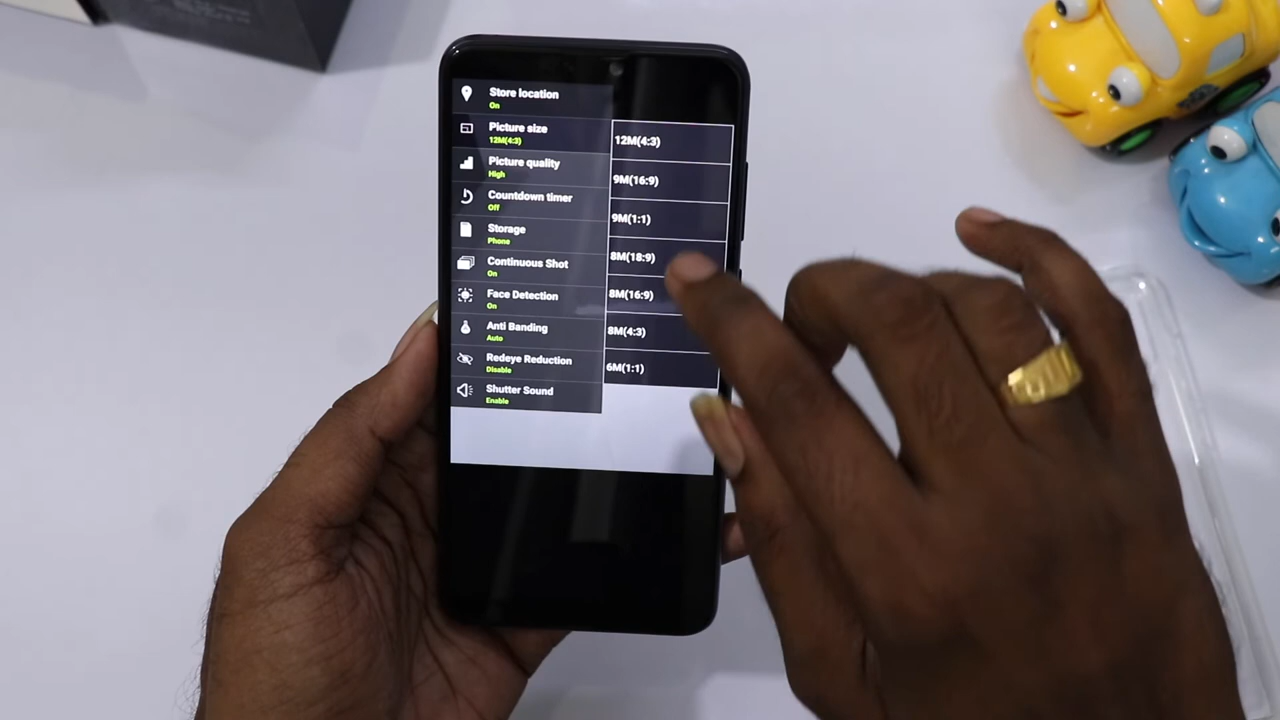 Store location
On
Picture size
12M(4:3)
Picture quality
High
Countdown timer
Off
Storage
Phone
Continuous Shot
On
Face Detection
On
Anti Banding
Auto
Redeye Reduction
Disable
Shutter Sound
Enable
12M(4:3)
9M(16:9)
9M(1:1)
8M(18:9)
8M(16:9)
8M(4:3)
6M(1:1)